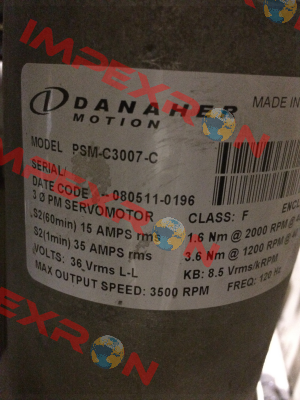 IMPEXRON
DANAHER
MOTION
MADE IN
MODEL PSM-C3007-C
SERIAL/
DATE CODE 080511-0196
3 Ø PM SERVOMOTOR
CLASS: F
ENC
S2(60min) 15 AMPS rms
1.6 Nm @ 2000 RPM @
S2(1min) 35 AMPS rms
3.6 Nm @ 1200 RPM @
VOLTS: 36 Vrms L-L
KB: 8.5 Vrms/kRPM
MAX OUTPUT SPEED: 3500 RPM
FREQ: 120 Hz
IMPEXRON